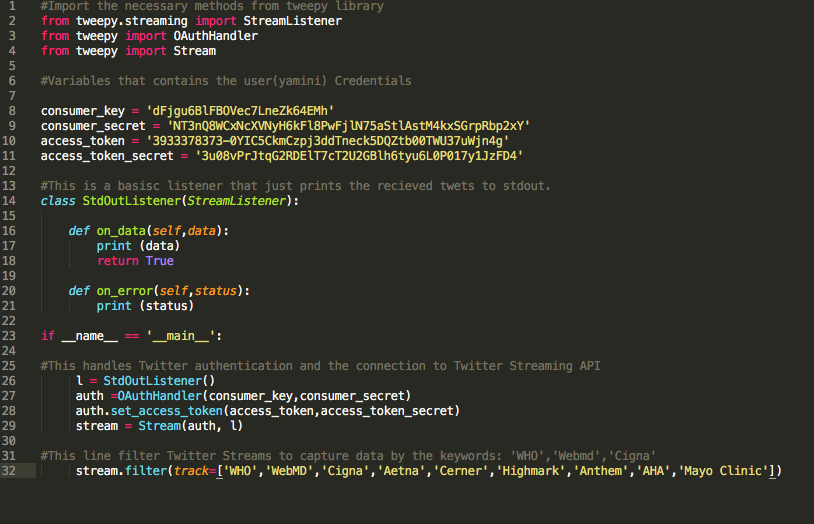 1 #Import the necessary methods from tweepy library
2 from tweepy.streaming import StreamListener
3 from tweepy import OAuthHandler
4 from tweepy import Stream
5
6 #Variables that contains the user(yamini) Credentials
7
8 consumer_key = 'dFjgu6BlFBOVec7LneZk64EMh'
9 consumer_secret = 'NT3nQ8WCxNcXVNyH6kFl8PwFjlN75aStlAstM4kxSGrpRbp2xY'
10 access_token = '3933378373-0YIC5CkmCzpj3ddTneck5DQZtb00TWU37uWjn4g'
11 access_token_secret = '3u08vPrJtqG2RDElT7cT2U2GBlh6tyu6L0P017y1JzFD4'
12
13 #This is a basisc listener that just prints the recieved twets to stdout.
14 class StdOutListener(StreamListener):
15
16     def on_data(self,data):
17         print (data)
18         return True
19
20     def on_error(self,status):
21         print (status)
22
23 if __name__ == '__main__':
24
25 #This handles Twitter authentication and the connection to Twitter Streaming API
26     l = StdOutListener()
27     auth =OAuthHandler(consumer_key,consumer_secret)
28     auth.set_access_token(access_token,access_token_secret)
29     stream = Stream(auth, l)
30
31 #This line filter Twitter Streams to capture data by the keywords: 'WHO','Webmd','Cigna'
32     stream.filter(track=['WHO','WebMD','Cigna','Aetna','Cerner','Highmark','Anthem','AHA','Mayo Clinic'])